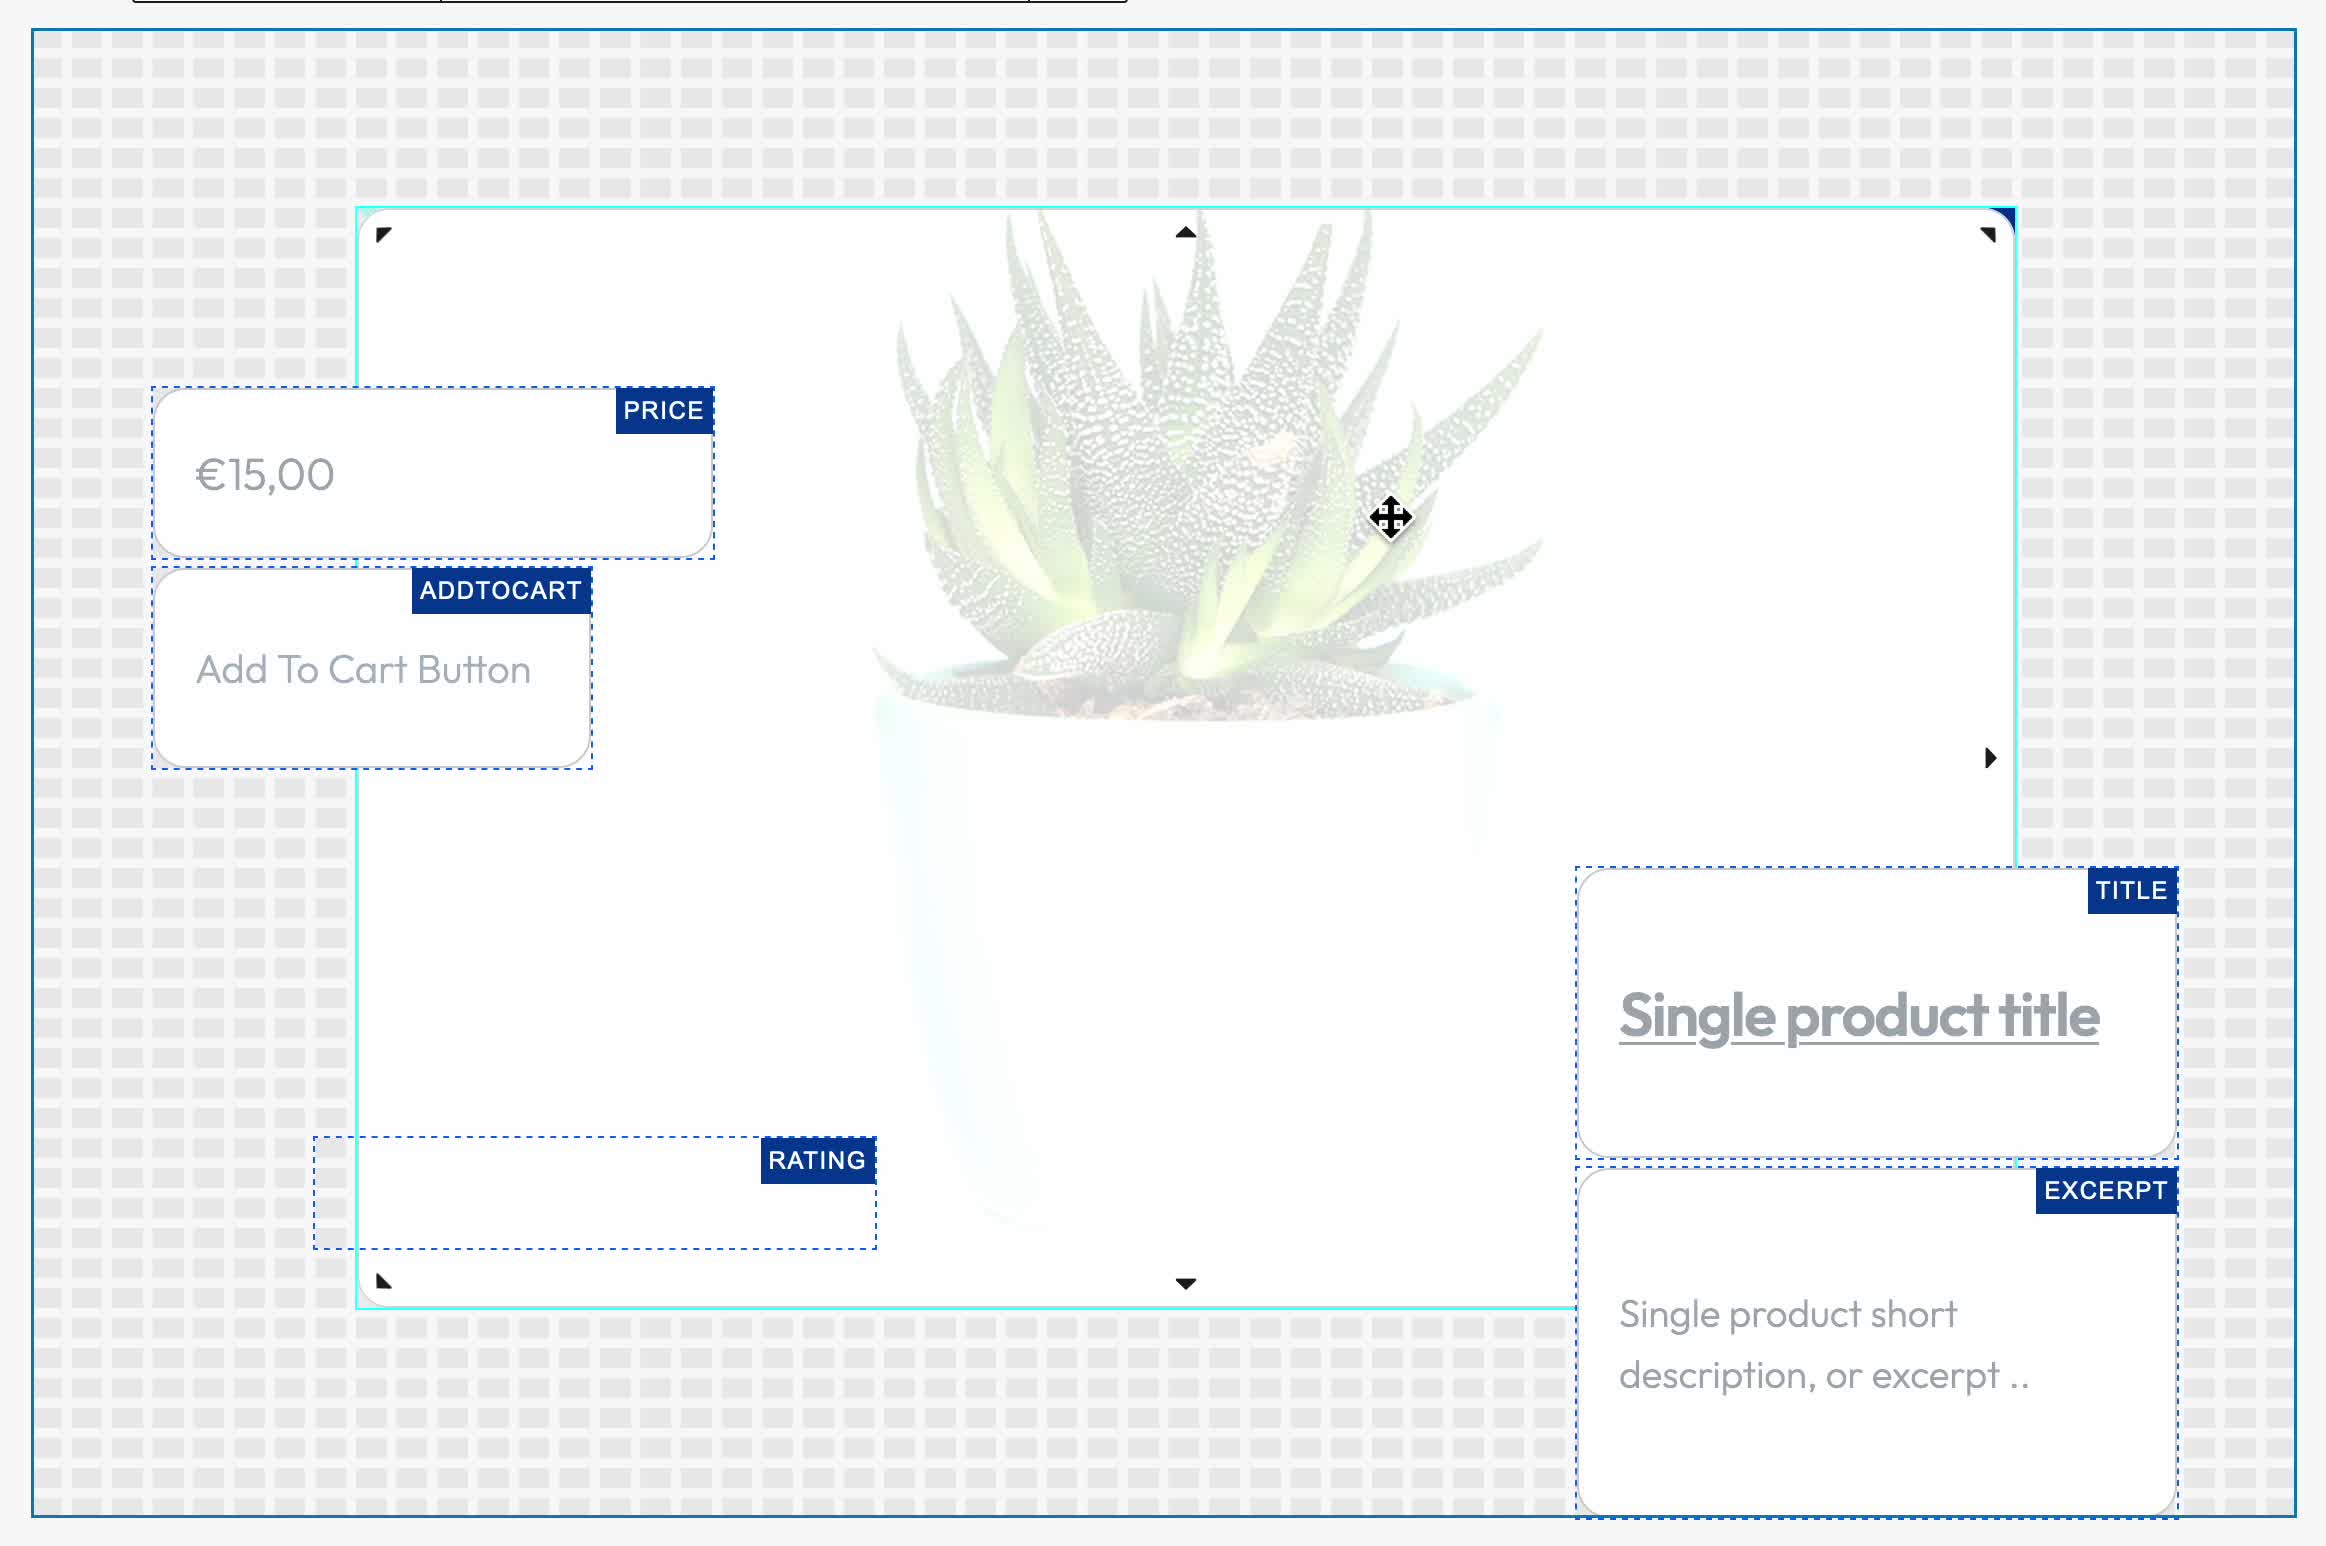 PRICE
€15,00
ADDTOCART
Add To Cart Button
TITLE
Single product title
RATING
EXCERPT
Single product short
description, or excerpt ..